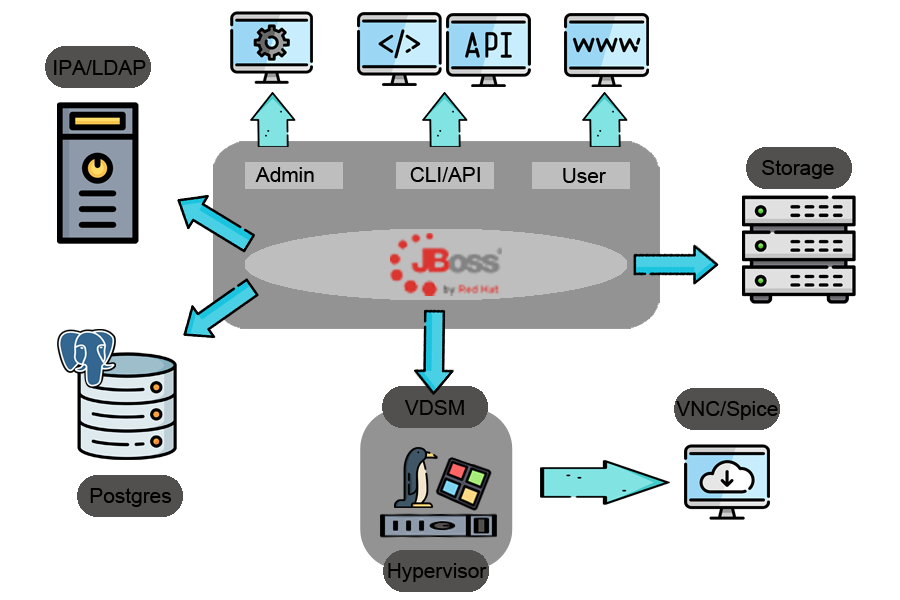 IPA/LDAP
</>
API
www
Admin
CLI/API
User
Storage
JBoss
by Red Hat
Postgres
VDSM
VNC/Spice
Hypervisor